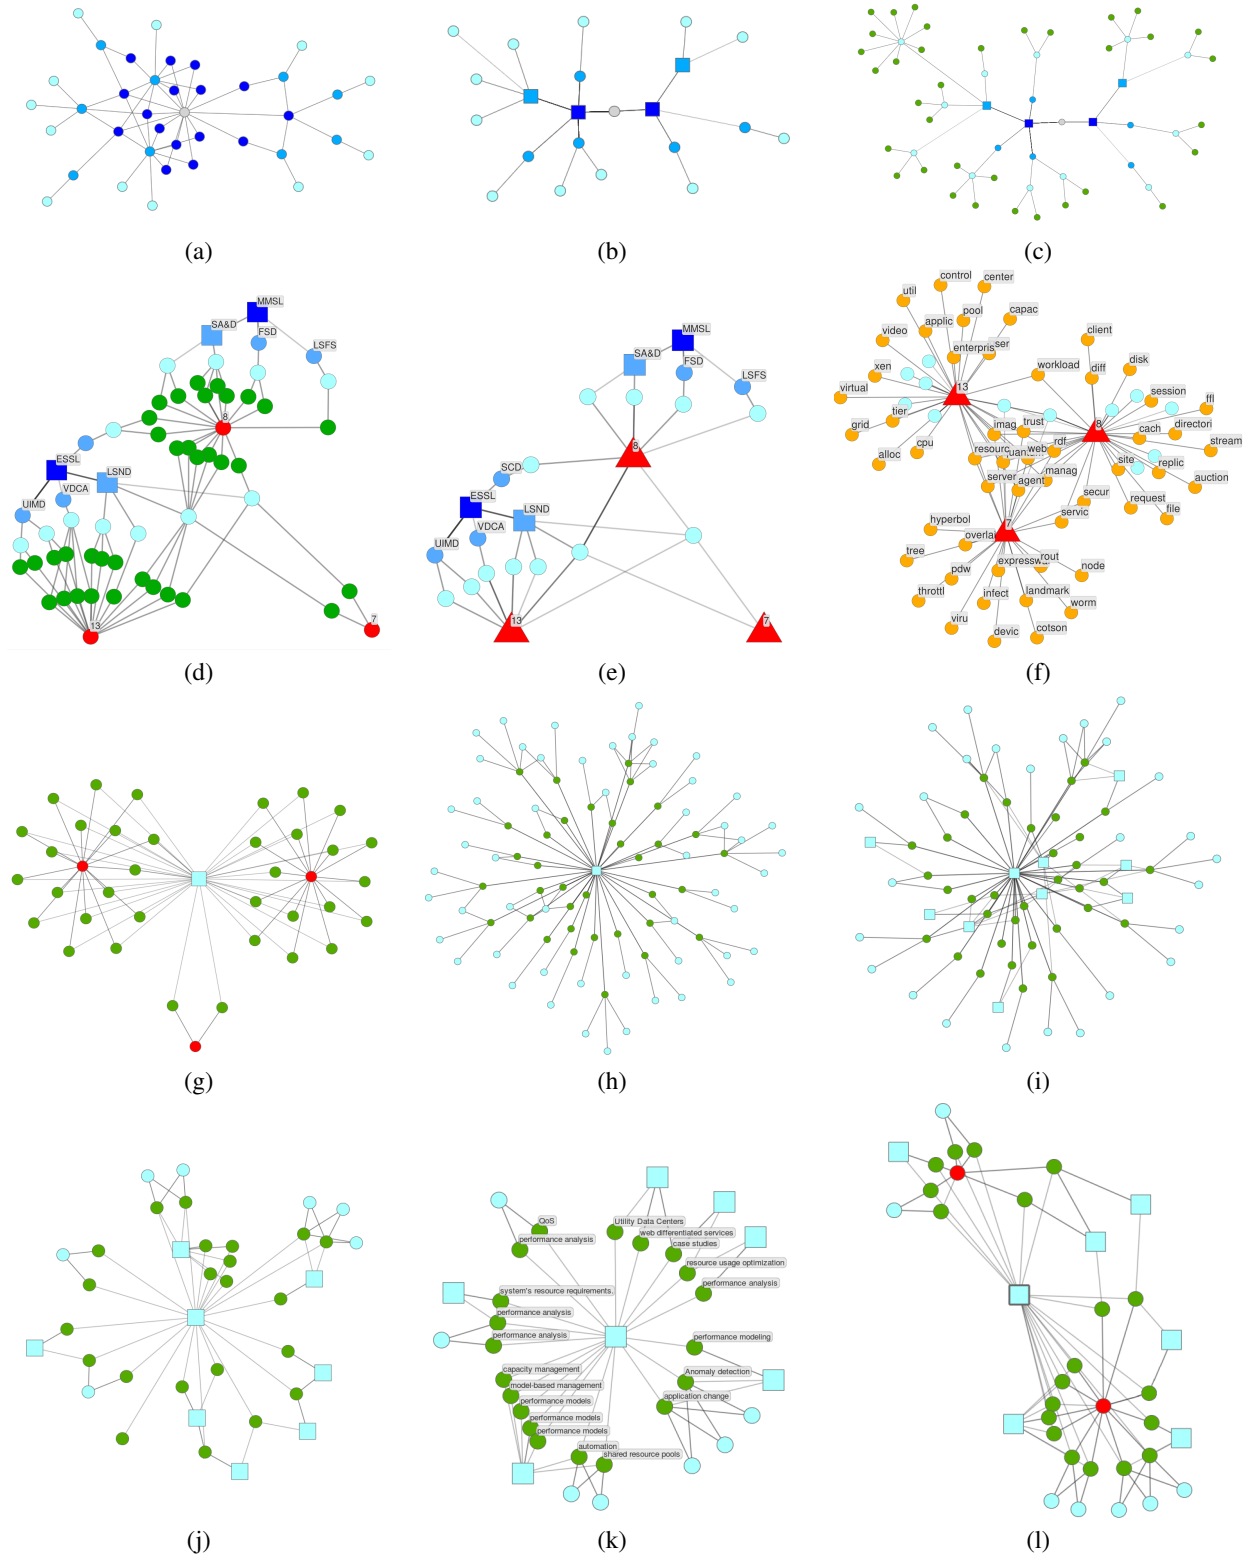 (a)
(b)
(c)
MMSL
SA&D
FSD
LSFS
8
ESSL
LSND
VDCA
UIMD
13
7
(d)
MMSL
SA&D
FSD
LSFS
8
SCD
ESSL
LSND
VDCA
UIMD
13
7
(e)
control
center
util
pool
capac
applic
video
client
enterpris
ser
workload
disk
diff
xen
13
session
virtual
ffl
tier
trust
8
imag
cach
directori
grid
web
rdf
stream
cpu
resourc
alloc
manag
site
replic
server
agent
auction
secur
request
hyperbol
7
servic
file
tree
rout
node
pdw
throttl
infect
landmark
worm
viru
devic
cotson
(f)
(g)
(h)
(i)
(j)
QoS
Utility Data Centers
performance analysis
web differentiated services
case studies
resource usage optimization
system's resource requirements.
performance analysis
performance analysis
performance analysis
performance modeling
capacity management
Anomaly detection
model-based management
application change
performance models
performance models
performance models
automation
shared resource pools
(k)
(l)